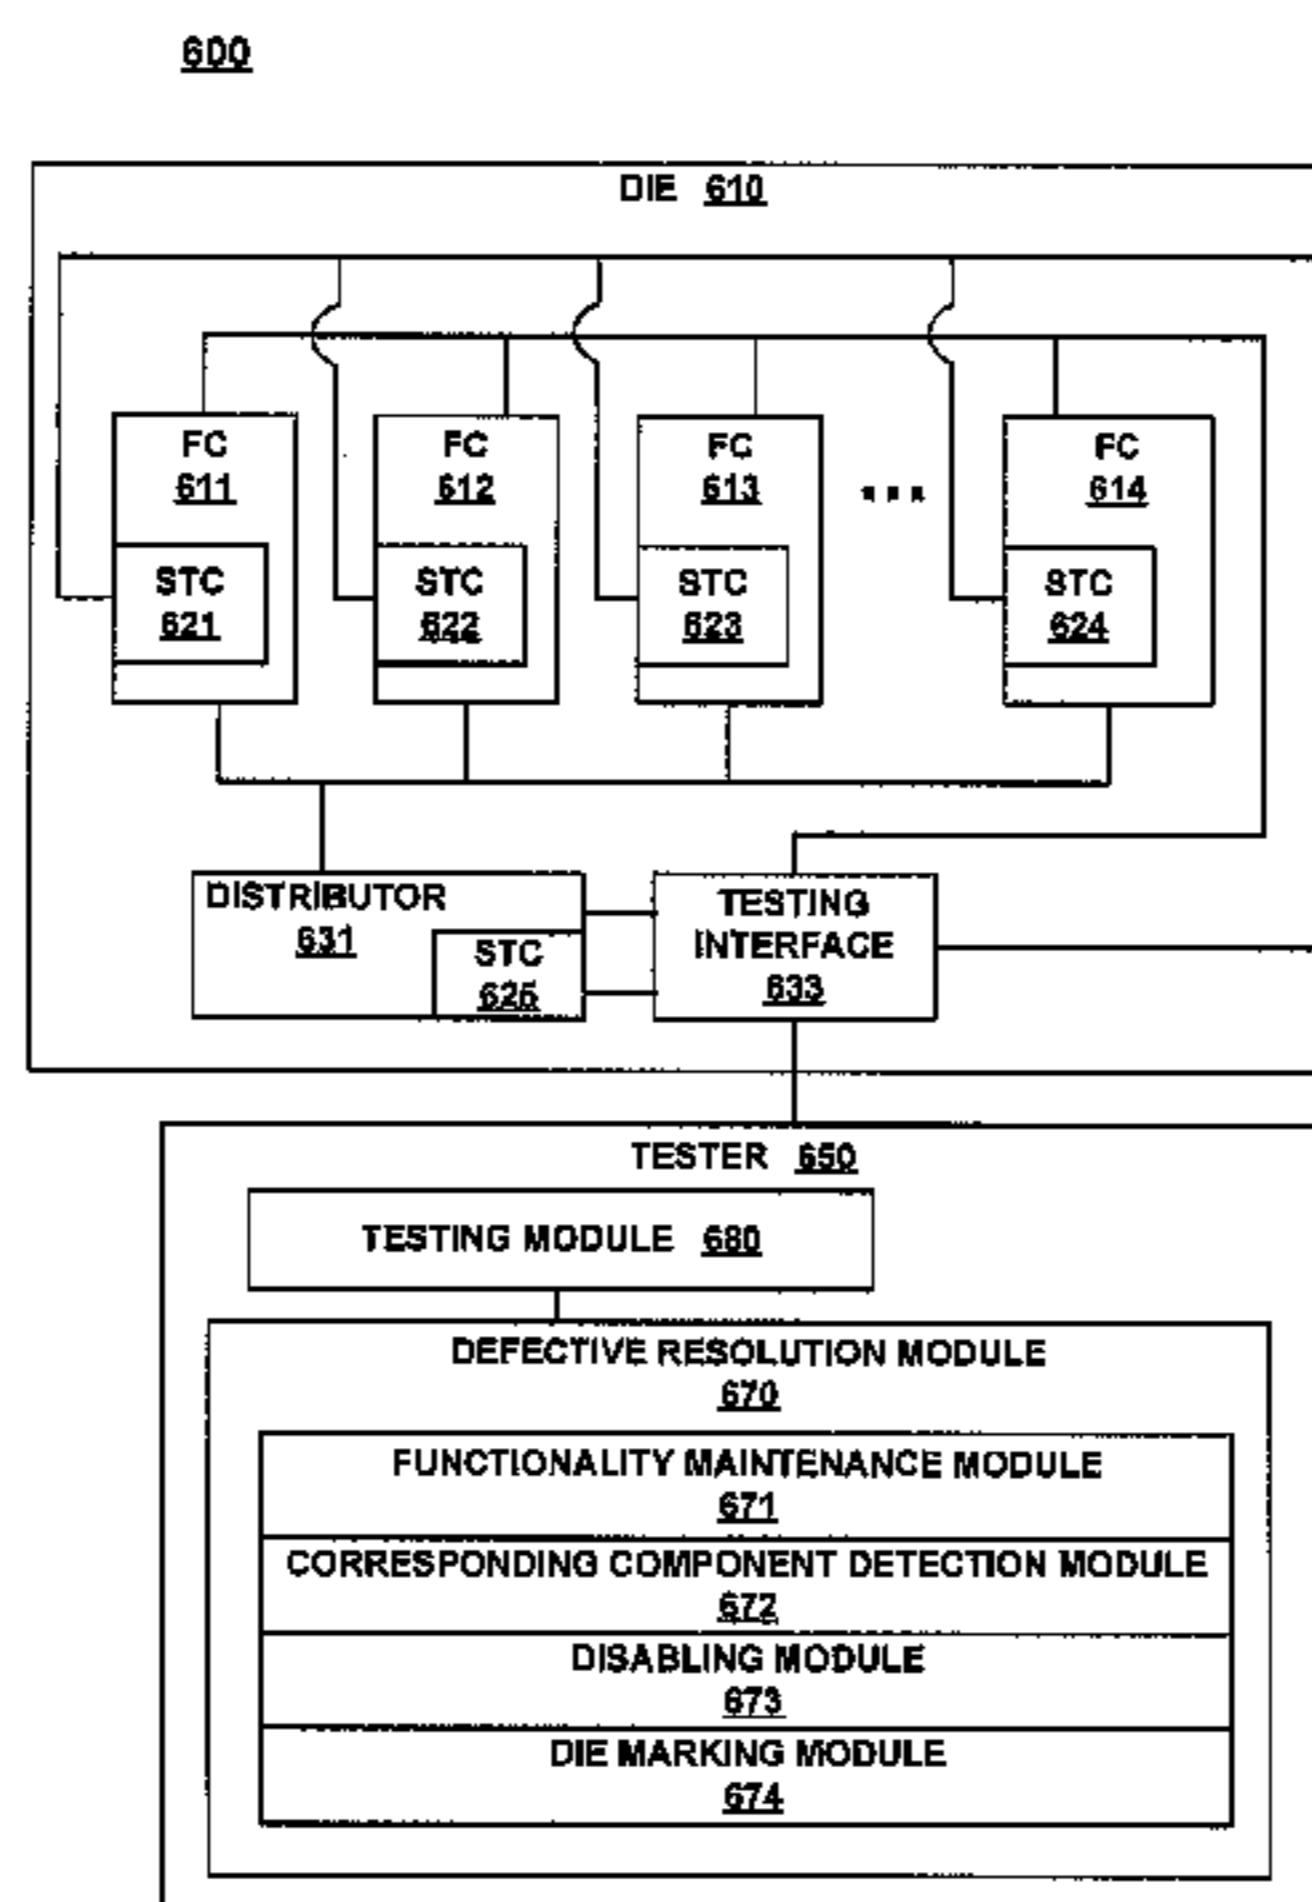 600
DIE 610
FC
611
STC
621
FC
612
STC
622
FC
613
STC
623
...
FC
614
STC
624
DISTRIBUTOR
631
STC
625
TESTING
INTERFACE
633
TESTER 650
TESTING MODULE 680
DEFECTIVE RESOLUTION MODULE
670
FUNCTIONALITY MAINTENANCE MODULE
671
CORRESPONDING COMPONENT DETECTION MODULE
672
DISABLING MODULE
673
DIE MARKING MODULE
674